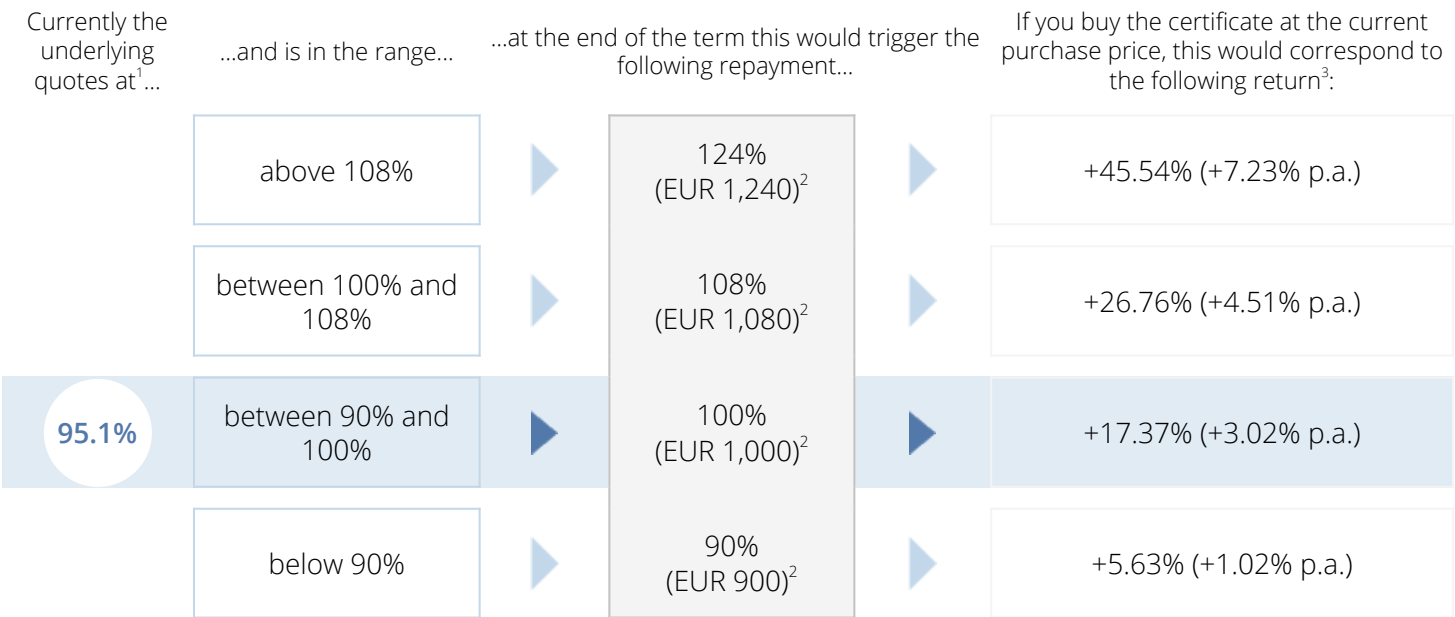 Currently the
underlying
quotes at¹...
...and is in the range...
...at the end of the term this would trigger the
following repayment...
If you buy the certificate at the current
purchase price, this would correspond to
the following return³:
above 108%
124%
(EUR 1,240)²
+45.54% (+7.23% p.a.)
between 100% and
108%
108%
(EUR 1,080)²
+26.76% (+4.51% p.a.)
95.1%
between 90% and
100%
100%
(EUR 1,000)²
+17.37% (+3.02% p.a.)
below 90%
90%
(EUR 900)²
+5.63% (+1.02% p.a.)